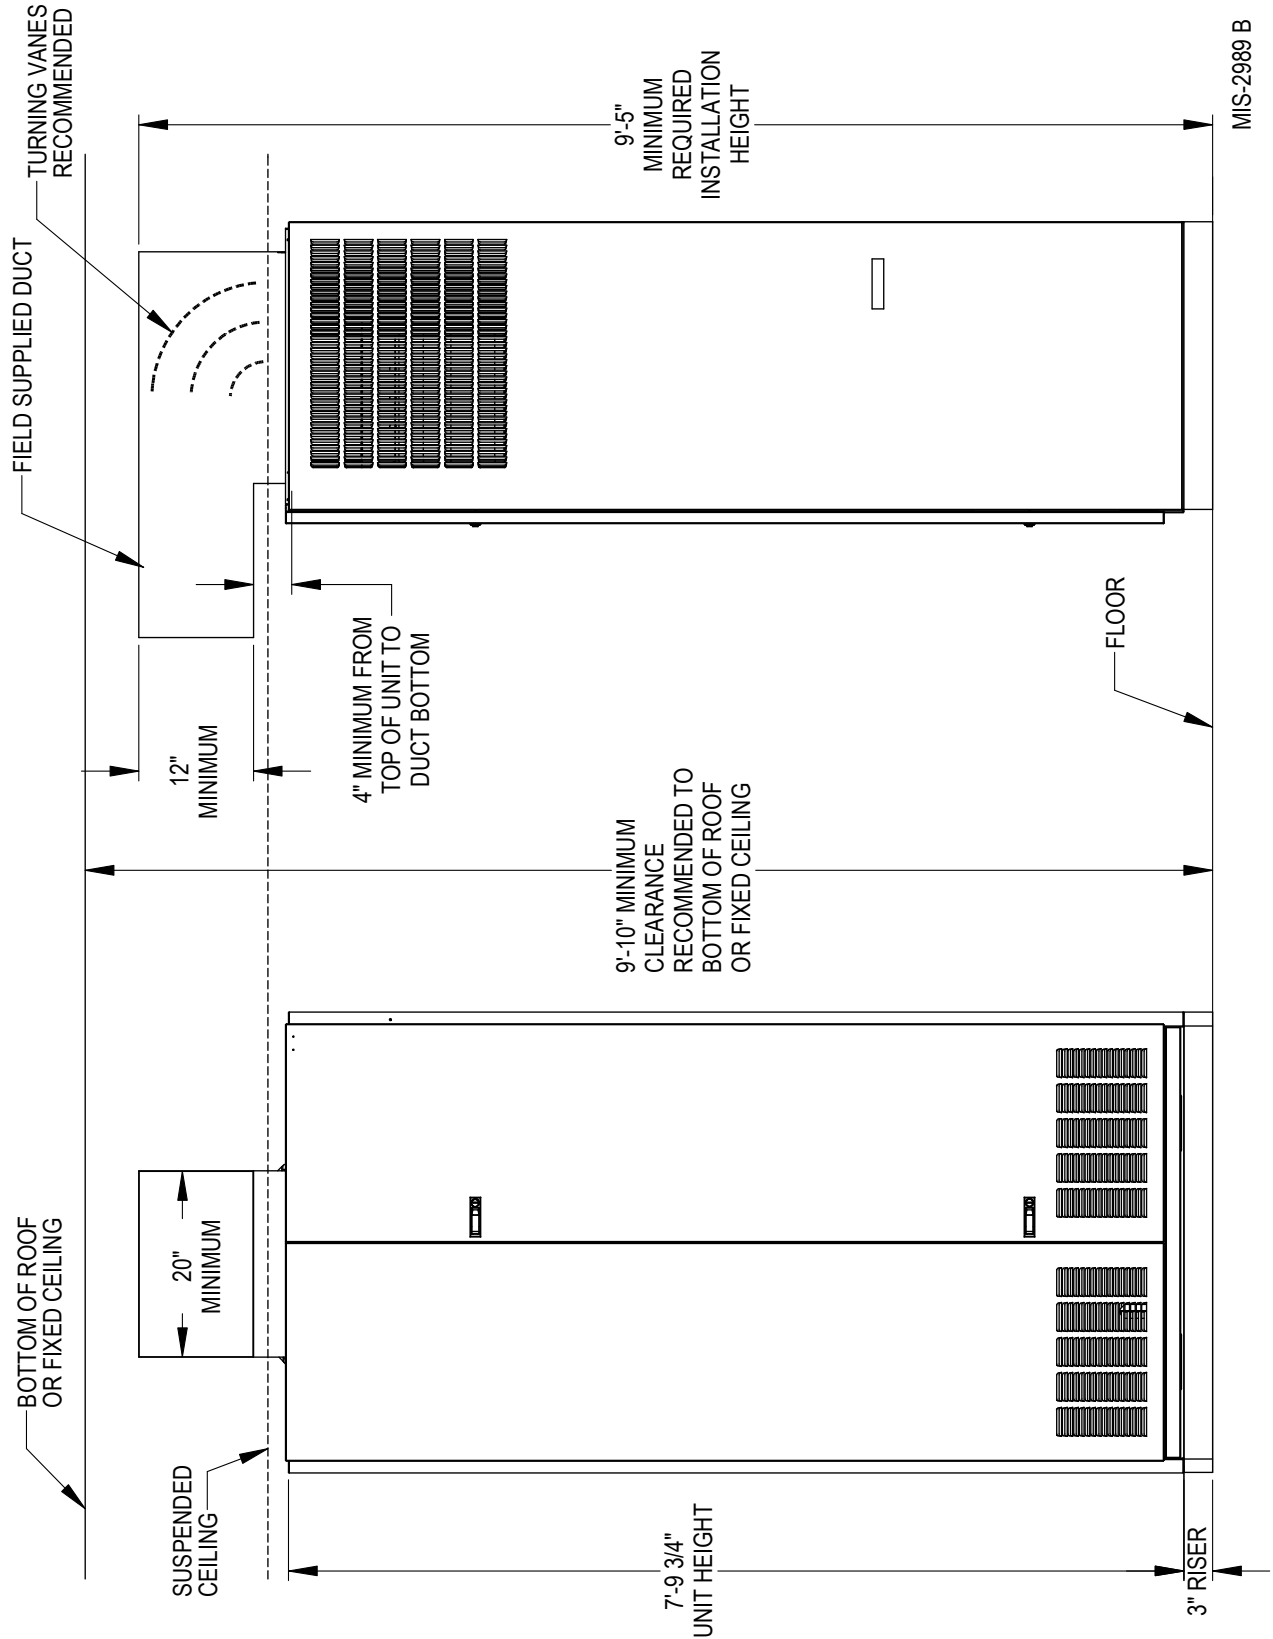 BOTTOM OF ROOF
OR FIXED CEILING
SUSPENDED
CEILING
20"
MINIMUM
7'-9 3/4"
UNIT HEIGHT
3" RISER
9'-10" MINIMUM
CLEARANCE
RECOMMENDED TO
BOTTOM OF ROOF
OR FIXED CEILING
12"
MINIMUM
4" MINIMUM FROM
TOP OF UNIT TO
DUCT BOTTOM
FLOOR
FIELD SUPPLIED DUCT
TURNING VANES
RECOMMENDED
9'-5"
MINIMUM
REQUIRED
INSTALLATION
HEIGHT
MIS-2989 B